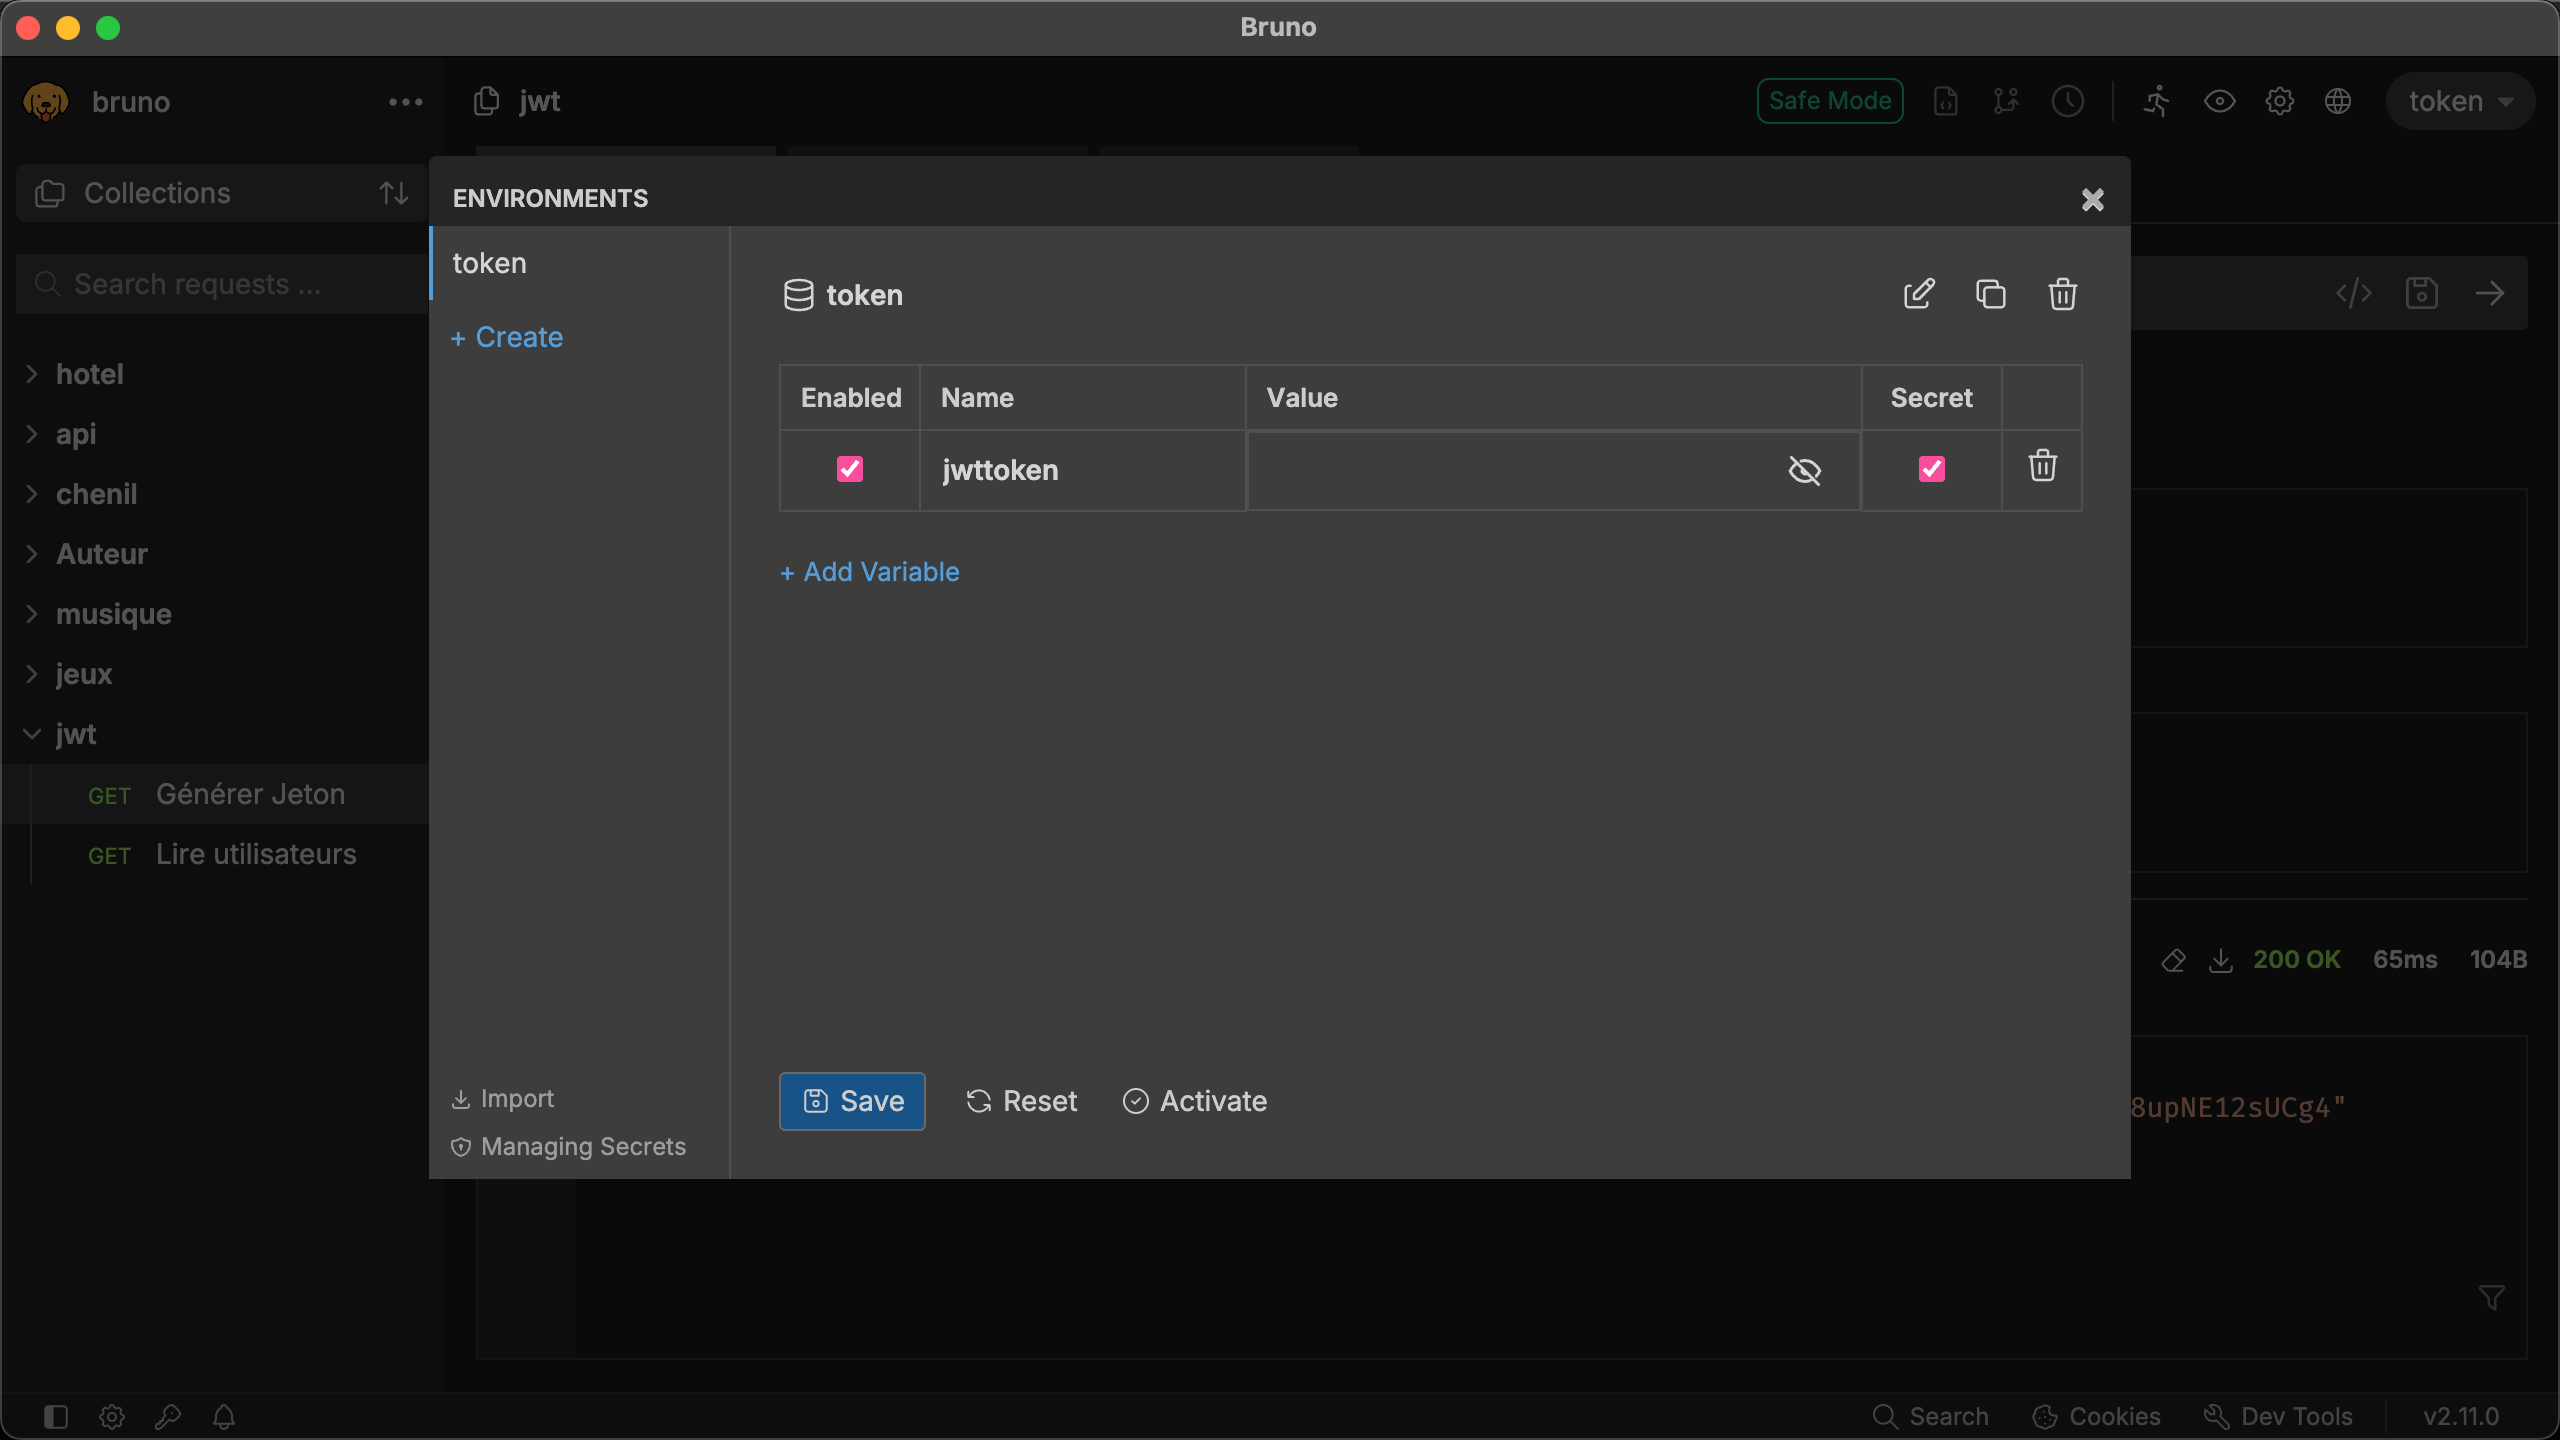 Bruno
bruno
jwt
Safe Mode
token
Collections
Search requests ...
hotel
api
chenil
Auteur
musique
jeux
jwt
GET Générer Jeton
GET Lire utilisateurs
ENVIRONMENTS
token
+ Create
token
Enabled Name Value Secret
jwttoken
+ Add Variable
Save Reset Activate
Import
Managing Secrets
200 OK 65ms 104B
8upNE12sUCg4"
Search Cookies Dev Tools v2.11.0